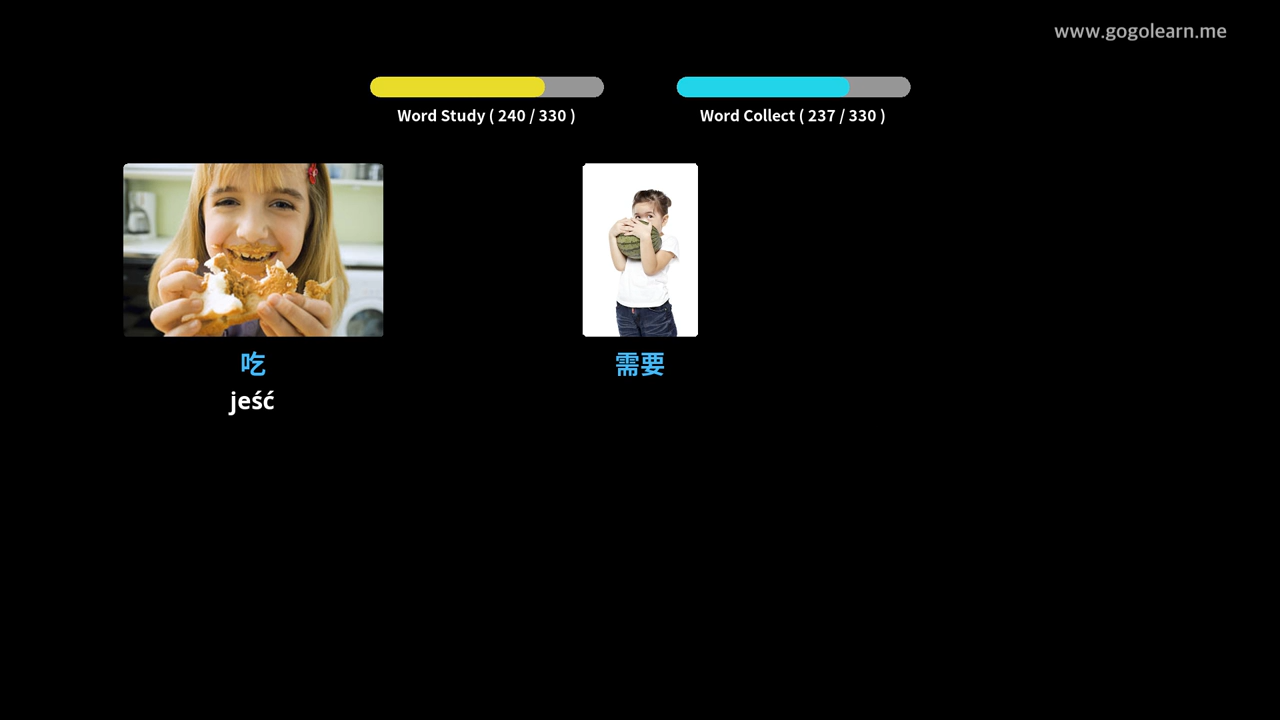 www.gogolearn.me
Word Study ( 240 / 330 )
Word Collect ( 237 / 330 )
吃
jeść
需要